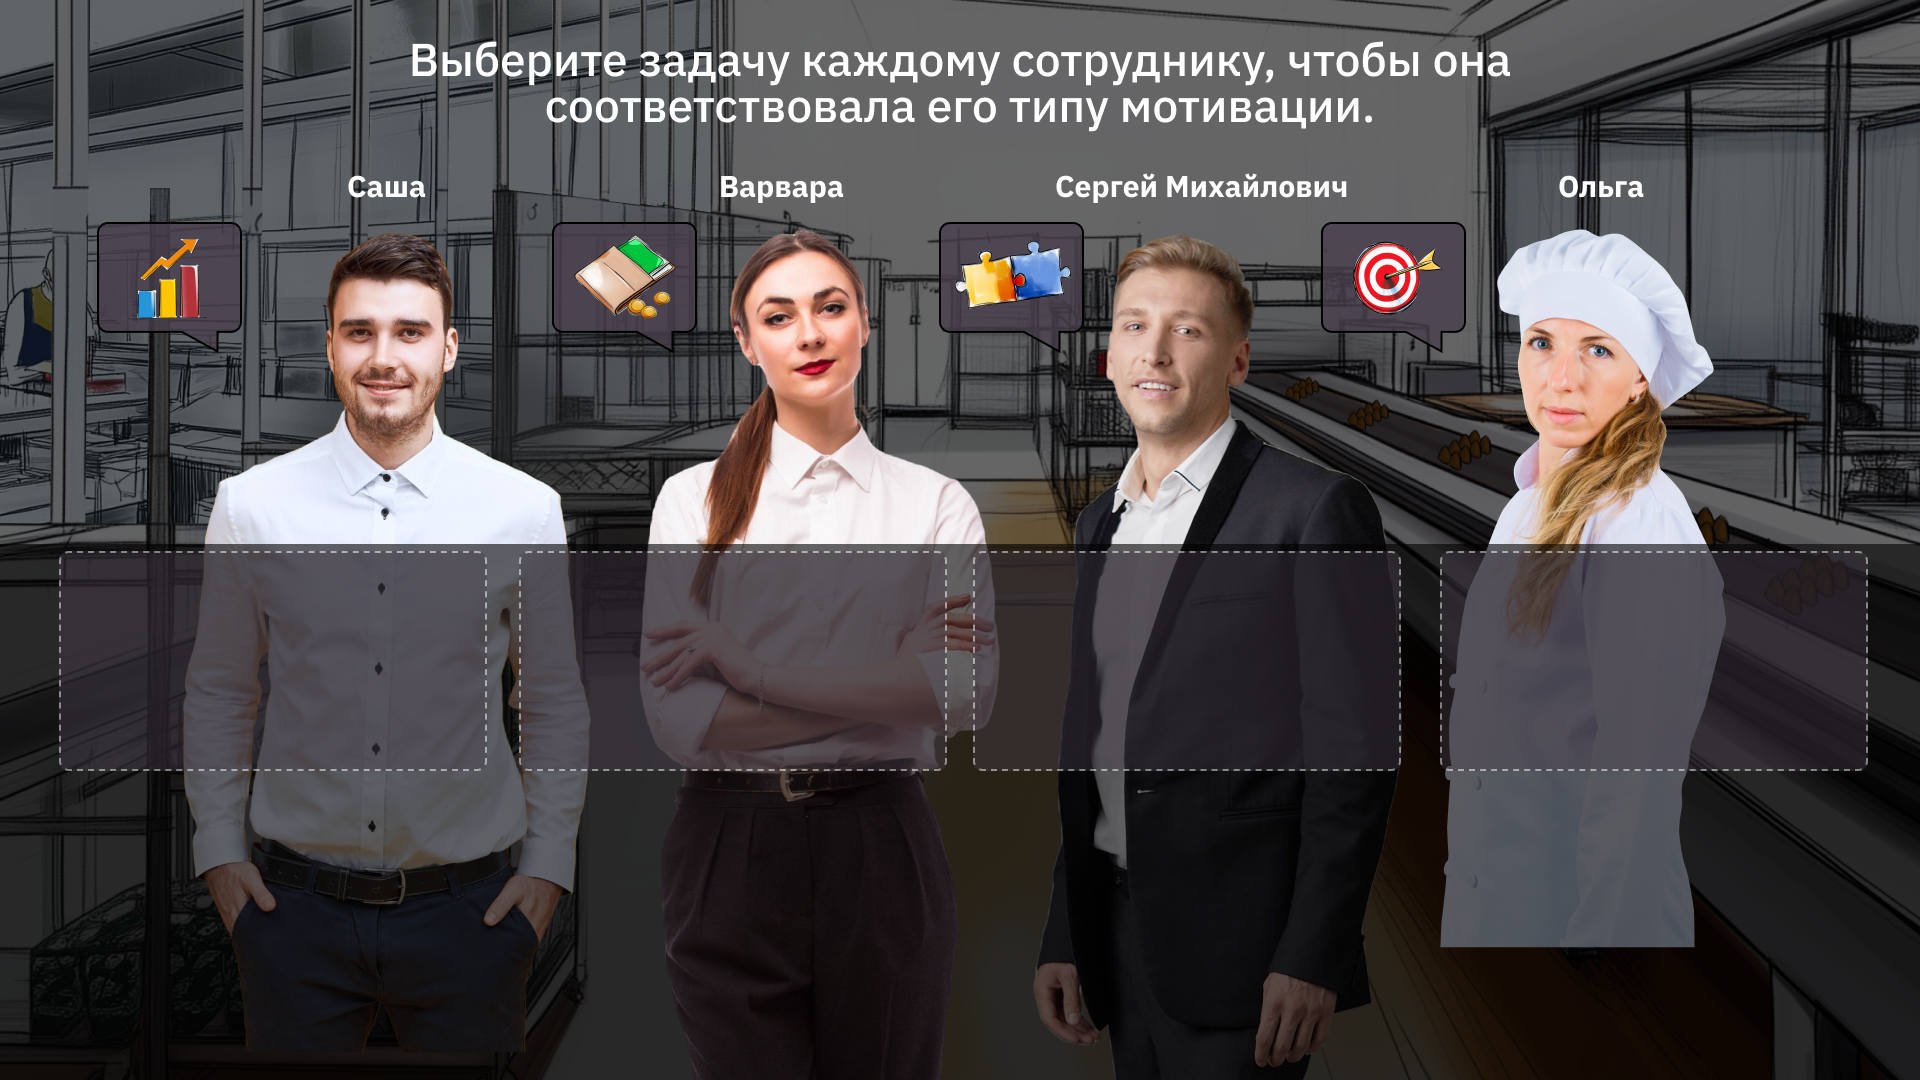 Выберите задачу каждому сотруднику, чтобы она
соответствовала его типу мотивации.
Саша
Варвара
Сергей Михайлович
Ольга